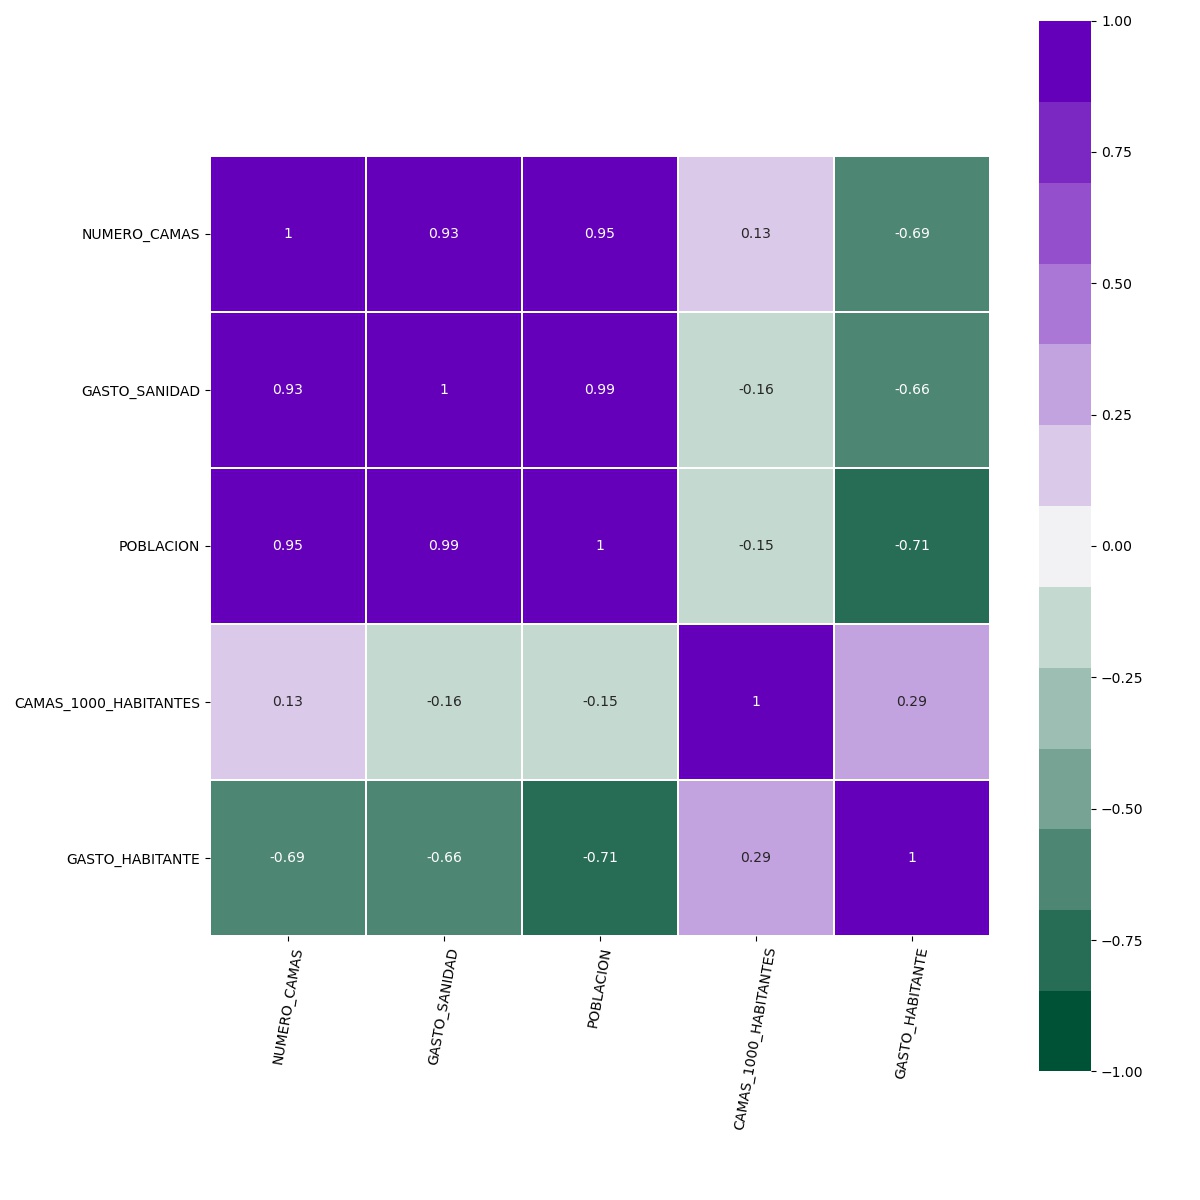 NUMERO_CAMAS 1 0.93 0.95 0.13 -0.69
GASTO_SANIDAD 0.93 1 0.99 -0.16 -0.66
POBLACION 0.95 0.99 1 -0.15 -0.71
CAMAS_1000_HABITANTES 0.13 -0.16 -0.15 1 0.29
GASTO_HABITANTE -0.69 -0.66 -0.71 0.29 1
NUMERO_CAMAS
GASTO_SANIDAD
POBLACION
CAMAS_1000_HABITANTES
GASTO_HABITANTE
1.00
0.75
0.50
0.25
0.00
−0.25
−0.50
−0.75
−1.00